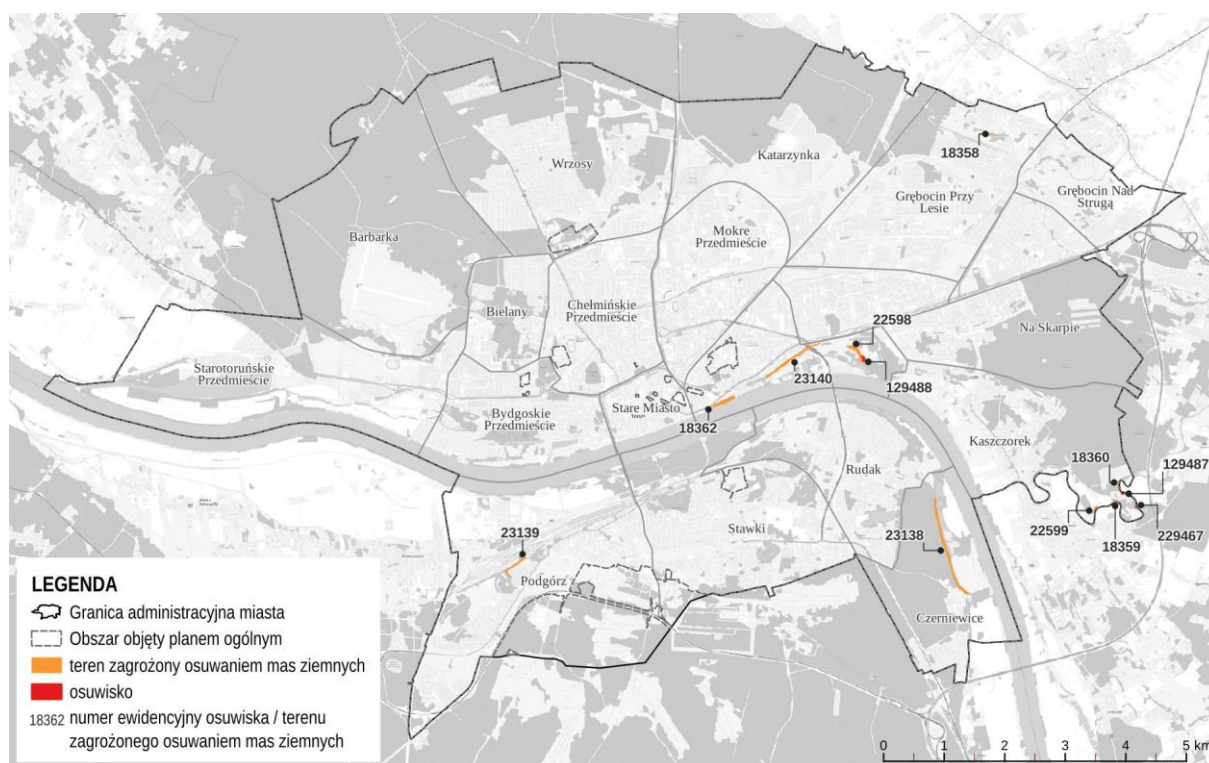 18358
Katarzynka
Wrzosy
Grębocin Przy
Lesie
Grębocin Nad
Strugą
Barbarka
Mokre
Przedmieście
Chełmińskie
Przedmieście
Bielany
22598
Na Skarpie
Starotoruńskie
Przedmieście
23140
129488
Bydgoskie
Przedmieście
Stare Miasto
18362
Kaszczorek
Rudak
18360
129487
22599
18359
229467
Stawki
23139
23138
Podgórz
Czerniewice
LEGENDA
Granica administracyjna miasta
Obszar objęty planem ogólnym
teren zagrożony osuwaniem mas ziemnych
osuwisko
18362 numer ewidencyjny osuwiska / terenu
zagrożonego osuwaniem mas ziemnych
0 1 2 3 4 5 km